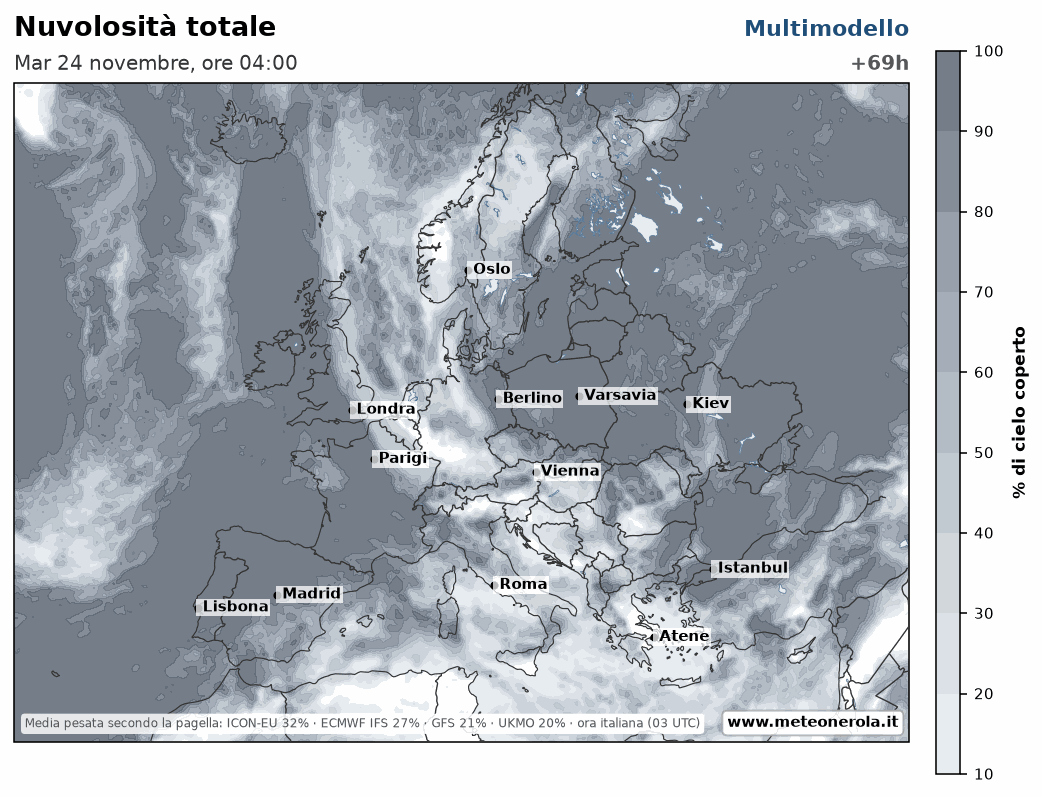 Nuvolosità totale
Multimodello
Mar 24 novembre, ore 04:00
+69h
100
90
80
70
60
50
40
30
20
10
% di cielo coperto
Oslo
Berlino
Varsavia
Kiev
Londra
Parigi
Vienna
Istanbul
Roma
Madrid
Lisbona
Atene
Media pesata secondo la pagella: ICON-EU 32% · ECMWF IFS 27% · GFS 21% · UKMO 20% · ora italiana (03 UTC)
www.meteonerola.it